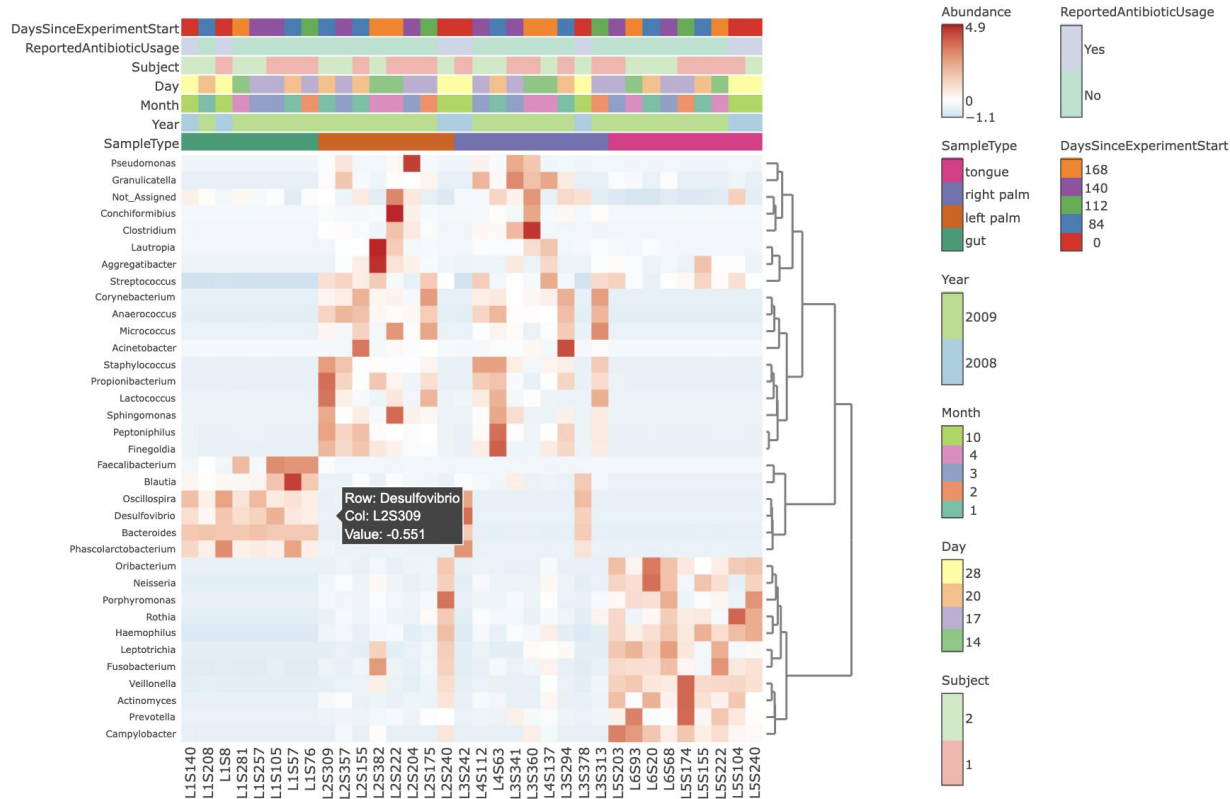 DaysSinceExperimentStart
ReportedAntibioticUsage
Subject
Day
Month
Year
SampleType
Pseudomonas
Granulicatella
Not_Assigned
Conchiformibius
Clostridium
Lautropia
Aggregatibacter
Streptococcus
Corynebacterium
Anaerococcus
Micrococcus
Acinetobacter
Staphylococcus
Propionibacterium
Lactococcus
Sphingomonas
Peptoniphilus
Finegoldia
Faecalibacterium
Blautia
Oscillospira
Desulfovibrio
Bacteroides
Phascolarctobacterium
Oribacterium
Neisseria
Porphyromonas
Rothia
Haemophilus
Leptotrichia
Fusobacterium
Veillonella
Actinomyces
Prevotella
Campylobacter
Row: Desulfovibrio
Col: L2S309
Value: -0.551
L1S140
L1S208
L1S8
L1S281
L1S257
L1S105
L1S57
L1S76
L2S309
L2S357
L2S155
L2S382
L2S222
L2S204
L2S175
L2S240
L3S242
L4S112
L4S63
L3S341
L3S360
L4S137
L3S294
L3S378
L3S313
L5S203
L6S93
L6S20
L6S68
L5S174
L5S155
L5S222
L5S104
L5S240
Abundance
4.9
0
−1.1
SampleType
tongue
right palm
left palm
gut
Year
2009
2008
Month
10
4
3
2
1
Day
28
20
17
14
Subject
2
1
ReportedAntibioticUsage
Yes
No
DaysSinceExperimentStart
168
140
112
84
0